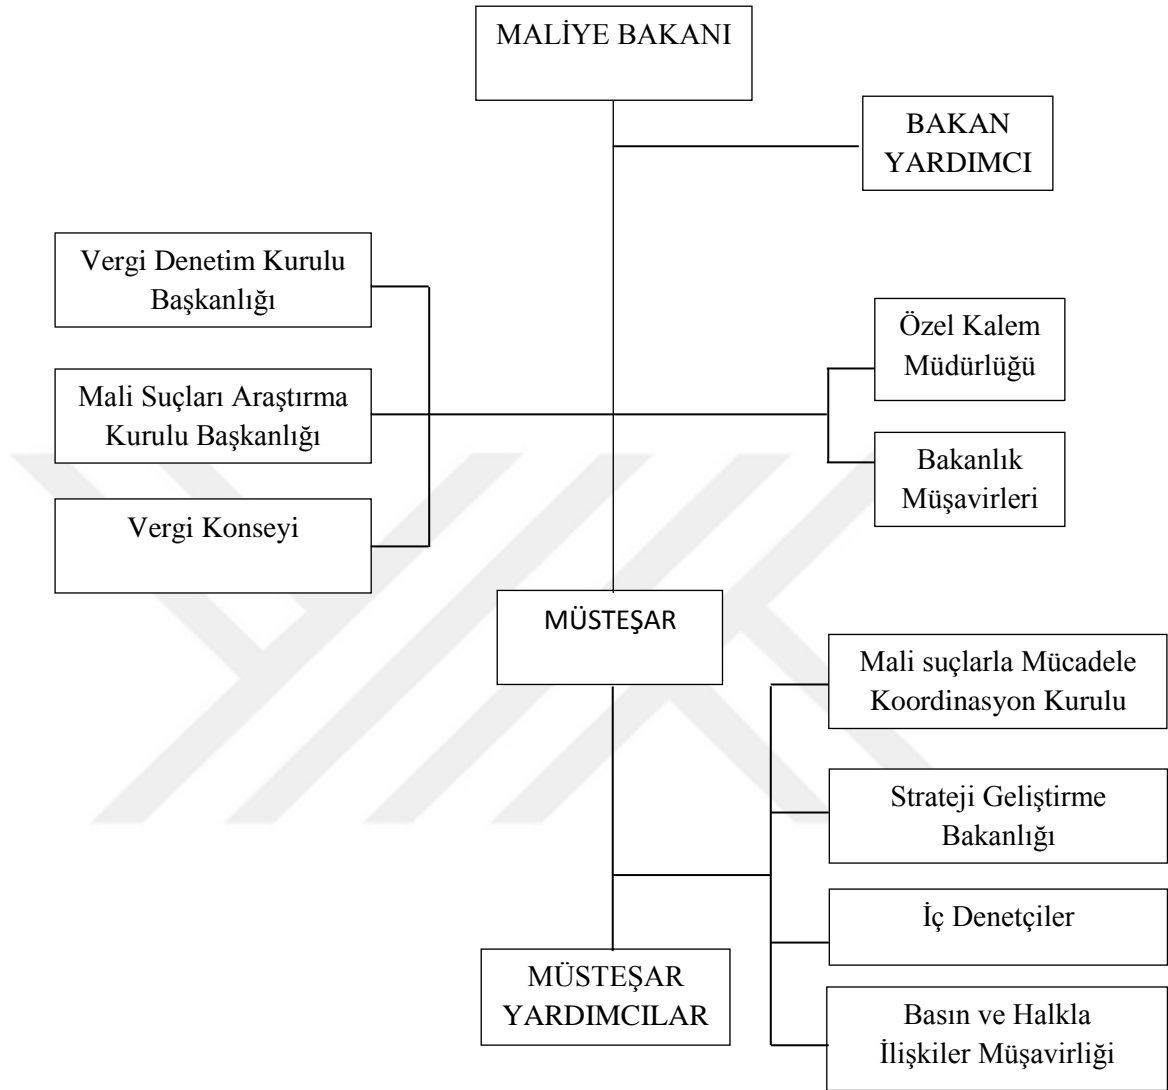 MALİYE BAKANI
BAKAN
YARDIMCI
Vergi Denetim Kurulu
Başkanlığı
Özel Kalem
Müdürlüğü
Mali Suçları Araştırma
Kurulu Başkanlığı
Bakanlık
Müşavirleri
Vergi Konseyi
MÜSTEŞAR
Mali suçlarla Mücadele
Koordinasyon Kurulu
Strateji Geliştirme
Bakanlığı
İç Denetçiler
MÜSTEŞAR
YARDIMCILAR
Basın ve Halkla
İlişkiler Müşavirliği